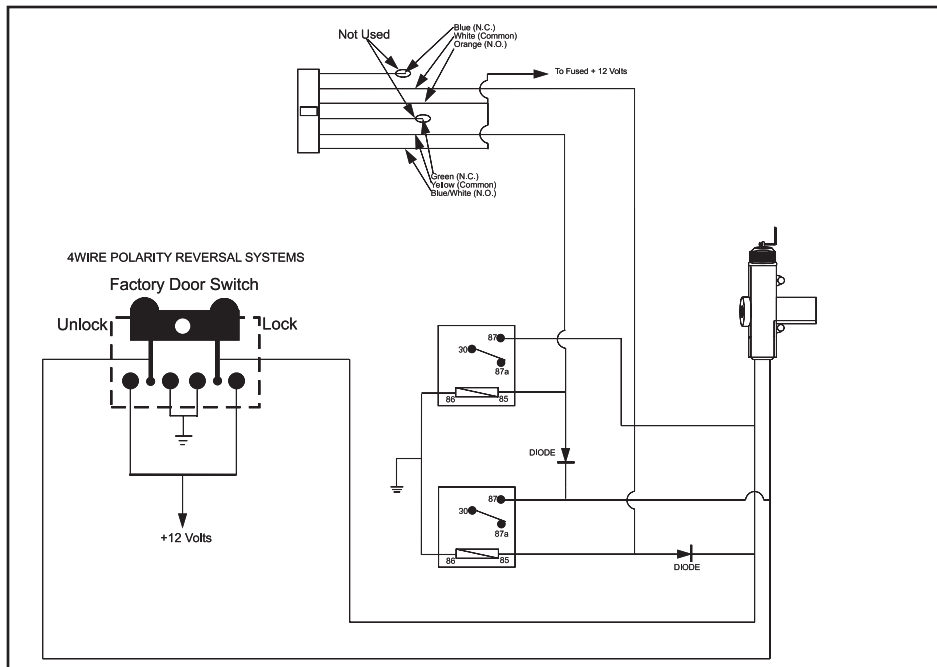 Not Used
Blue (N.C.)
White (Common)
Orange (N.O.)
To Fused + 12 Volts
Green (N.C.)
Yellow (Common)
Blue/White (N.O.)
4WIRE POLARITY REVERSAL SYSTEMS
Factory Door Switch
Unlock
Lock
+12 Volts
87
30
87a
86
85
DIODE
87
30
87a
86
85
DIODE